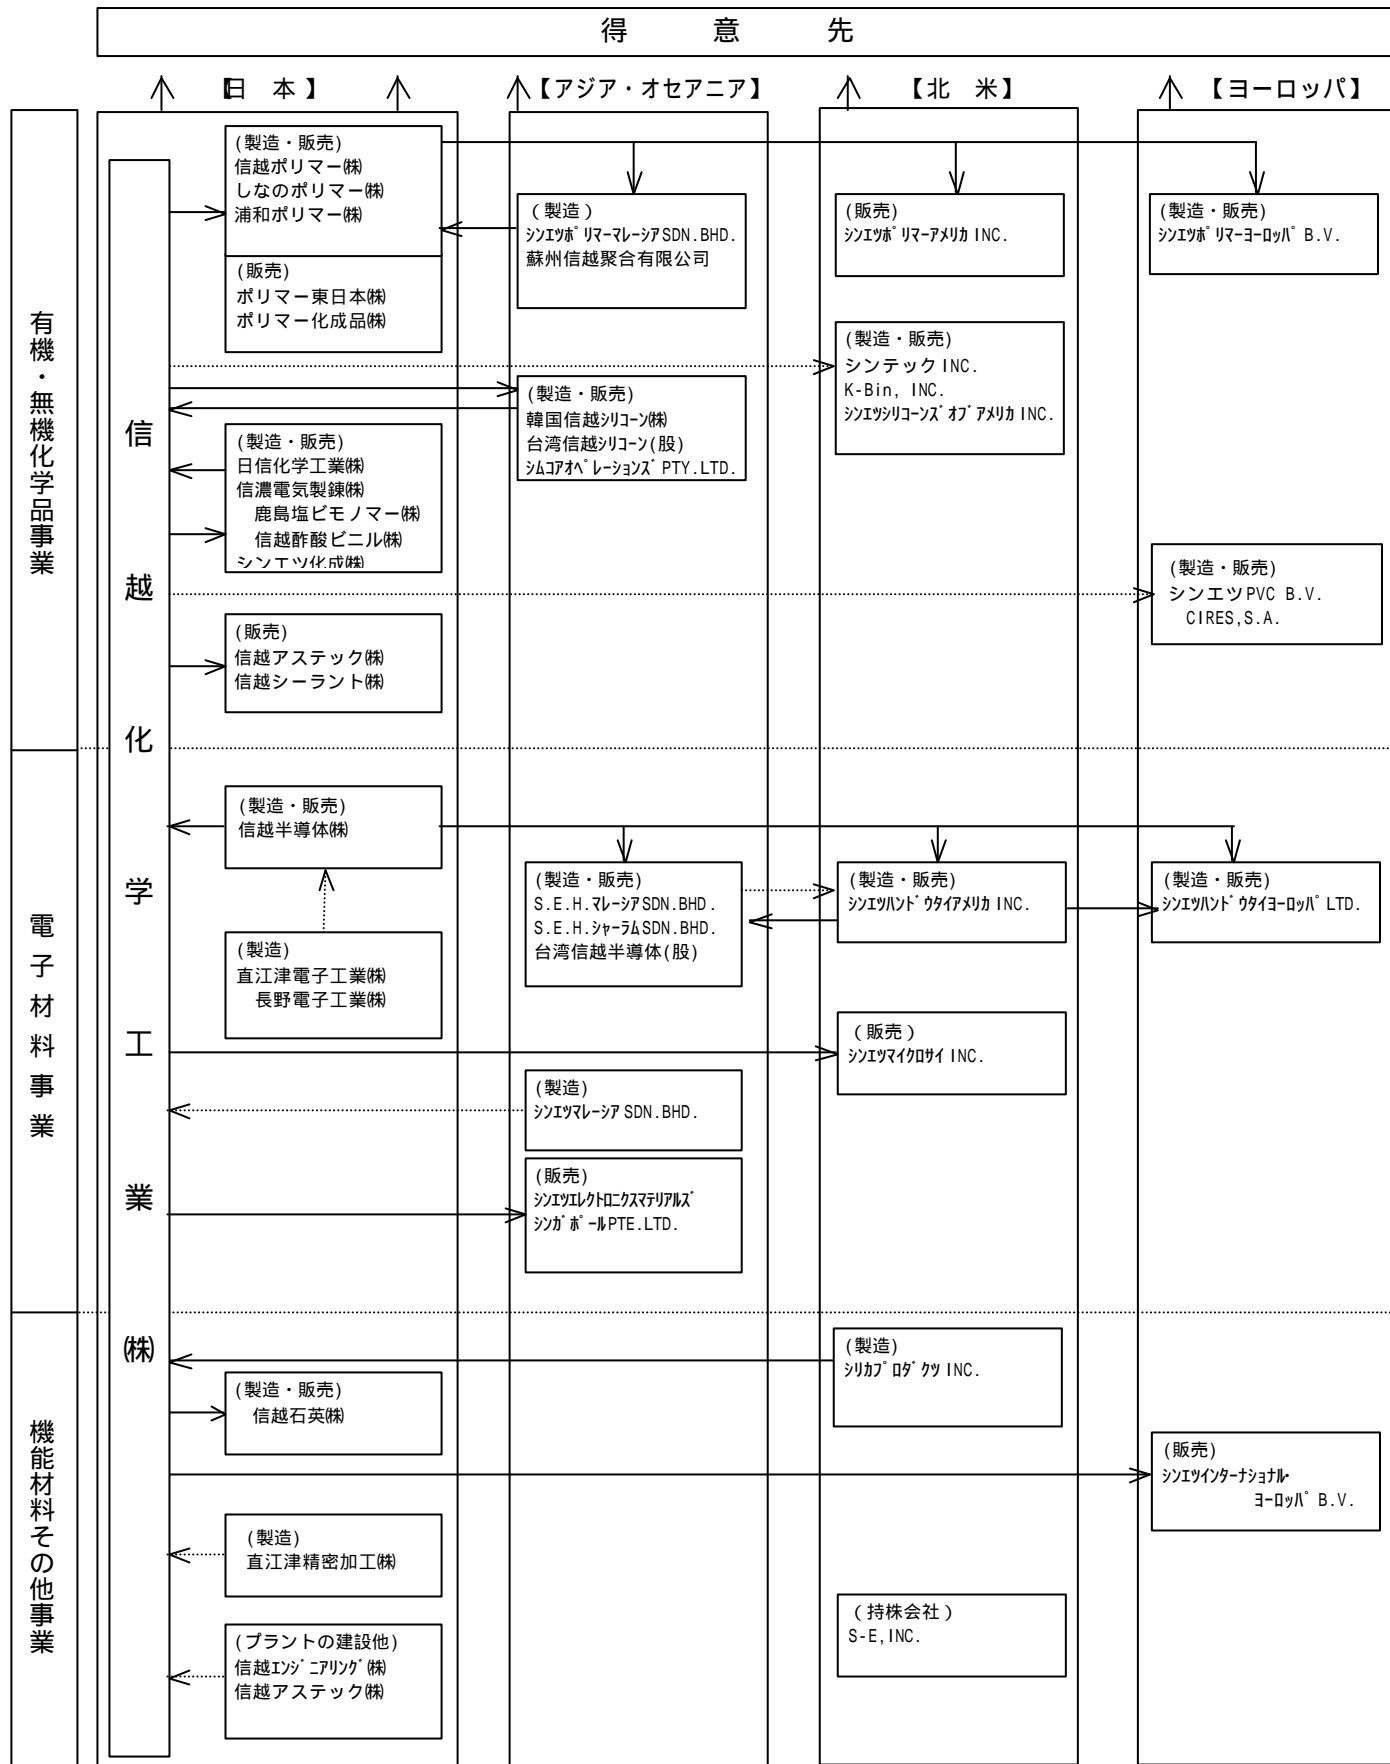 得 意 先
【日 本】
【アジア・オセアニア】
【北 米】
【ヨーロッパ】
有機・無機化学品事業
電子材料事業
機能材料その他事業
信越化学工業㈱
(製造・販売)
信越ポリマー㈱
しなのポリマー㈱
浦和ポリマー㈱
(販売)
ポリマー東日本㈱
ポリマー化成品㈱
(製造)
ｼﾝｴﾂﾎﾟﾘﾏｰﾏﾚｰｼｱSDN.BHD.
蘇州信越聚合有限公司
(販売)
ｼﾝｴﾂﾎﾟﾘﾏｰｱﾒﾘｶ INC.
(製造・販売)
ｼﾝｴﾂﾎﾟﾘﾏｰﾖｰﾛｯﾊﾟ B.V.
(製造・販売)
シンテック INC.
K-Bin, INC.
ｼﾝｴﾂｼﾘｺｰﾝｽﾞｵﾌﾞｱﾒﾘｶ INC.
(製造・販売)
韓国信越ｼﾘｺｰﾝ㈱
台湾信越ｼﾘｺｰﾝ(股)
ｼﾑｺｱｵﾍﾟﾚｰｼｮﾝｽﾞ PTY.LTD.
(製造・販売)
日信化学工業㈱
信濃電気製錬㈱
鹿島塩ビモノマー㈱
信越酢酸ビニル㈱
シンエツ化成㈱
(製造・販売)
シンエツPVC B.V.
CIRES,S.A.
(販売)
信越アステック㈱
信越シーラント㈱
(製造・販売)
信越半導体㈱
(製造・販売)
S.E.H.ﾏﾚｰｼｱSDN.BHD.
S.E.H.ｼｬｰﾗﾑSDN.BHD.
台湾信越半導体(股)
(製造・販売)
ｼﾝｴﾂﾊﾝﾄﾞｳﾀｲｱﾒﾘｶ INC.
(製造・販売)
ｼﾝｴﾂﾊﾝﾄﾞｳﾀｲﾖｰﾛｯﾊﾟ LTD.
(製造)
直江津電子工業㈱
長野電子工業㈱
(販売)
ｼﾝｴﾂﾏｲｸﾛｻｲ INC.
(製造)
ｼﾝｴﾂﾏﾚｰｼｱ SDN.BHD.
(販売)
ｼﾝｴﾂｴﾚｸﾄﾛﾆｸｽﾏﾃﾘｱﾙｽﾞ
ｼﾝｶﾞﾎﾟｰﾙPTE.LTD.
(製造)
ｼﾘｶﾌﾟﾛﾀﾞｸﾂ INC.
(製造・販売)
信越石英㈱
(販売)
ｼﾝｴﾂｲﾝﾀｰﾅｼｮﾅﾙ･
ﾖｰﾛｯﾊﾟ B.V.
(製造)
直江津精密加工㈱
(持株会社)
S-E,INC.
(プラントの建設他)
信越ｴﾝｼﾞﾆｱﾘﾝｸﾞ㈱
信越アステック㈱